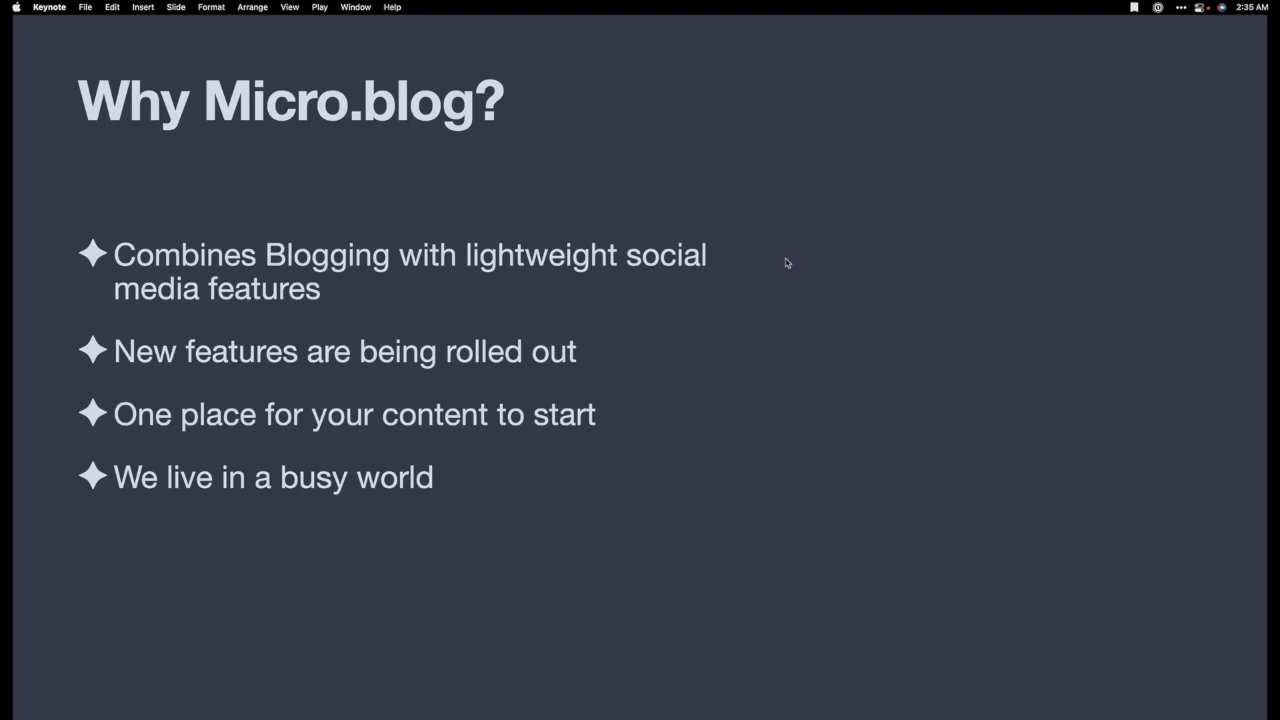 Keynote File Edit Insert Slide Format Arrange View Play Window Help 2:35 AM
Why Micro.blog?
Combines Blogging with lightweight social
media features
New features are being rolled out
One place for your content to start
We live in a busy world